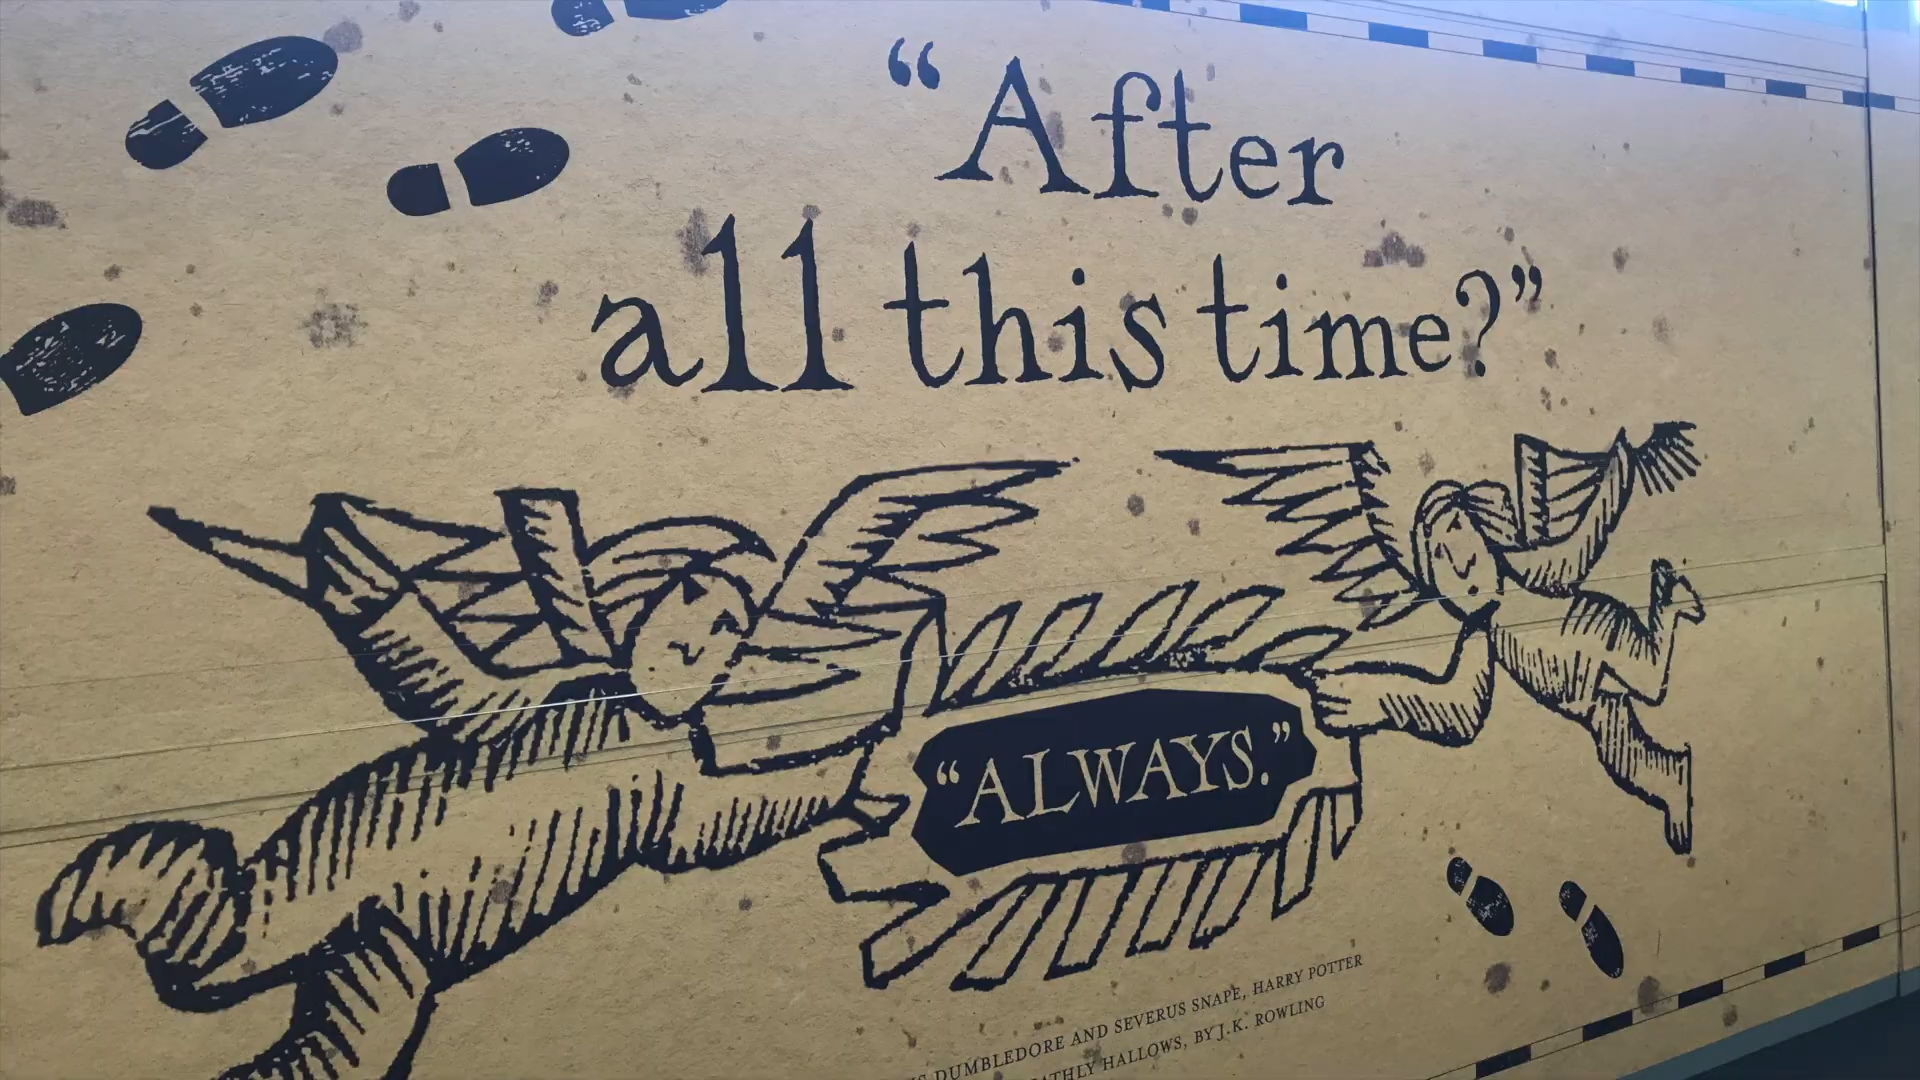 “After
all this time?”
“ALWAYS.”
DUMBLEDORE AND SEVERUS SNAPE, HARRY POTTER
HALLOWS, BY J.K. ROWLING